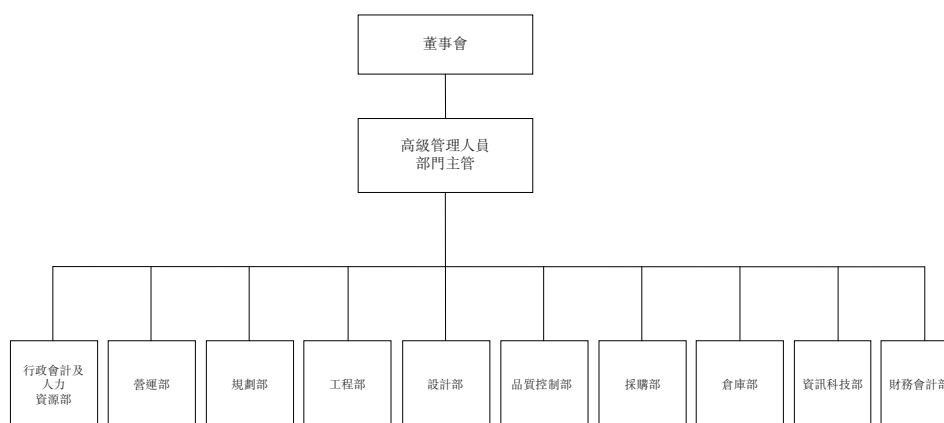 董事會
高級管理人員
部門主管
行政會計及
人力
資源部
營運部
規劃部
工程部
設計部
品質控制部
採購部
倉庫部
資訊科技部
財務會計部